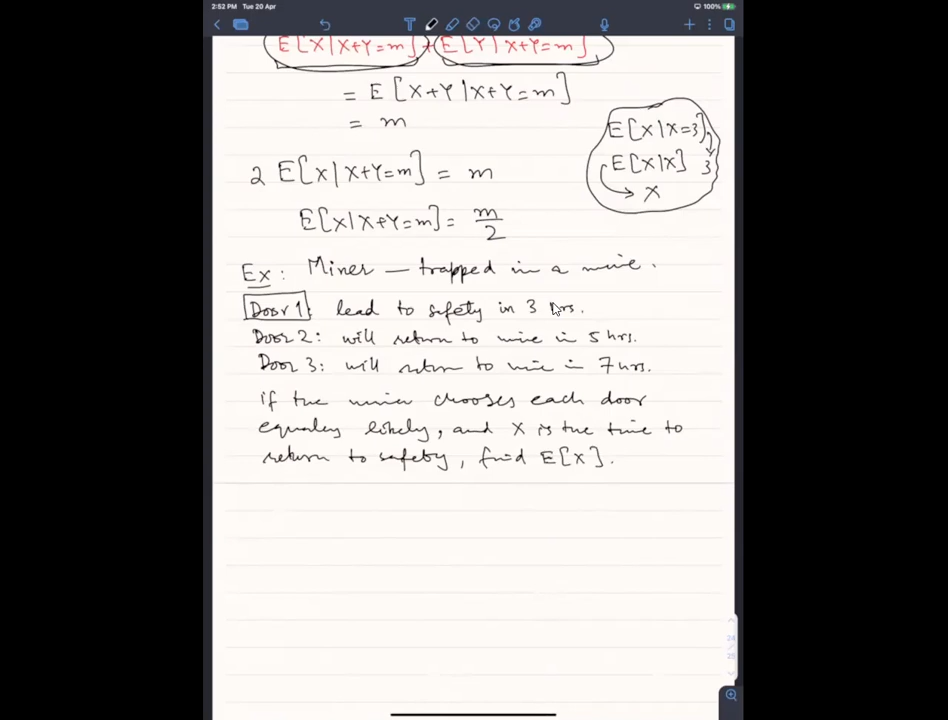 2:52 PM Tue 20 Apr
100%
E[X|X+Y=m] + E[Y|X+Y=m]
= E[X+Y|X+Y=m]
= m
E[X|X=3]
E[X|X] 3
X
2 E[X|X+Y=m] = m
E[X|X+Y=m] = m/2
Ex: Miner — trapped in a mine.
Door 1: lead to safety in 3 hrs.
Door 2: will return to mine in 5 hrs.
Door 3: will return to mine in 7 hrs.
if the miner chooses each door
equaley likely, and X is the time to
return to safety, find E[X].
24
25